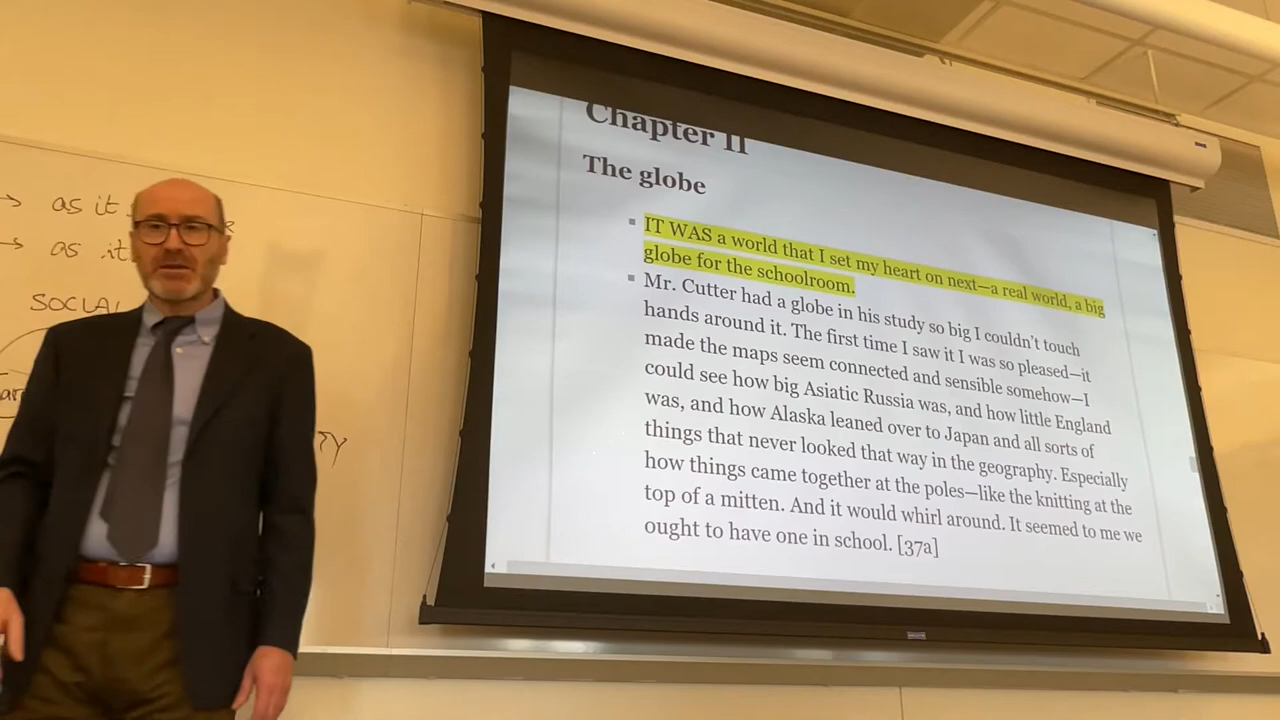 → as it
→ as it
SOCIAL
TY
Chapter II
The globe
▪ IT WAS a world that I set my heart on next—a real world, a big
globe for the schoolroom.
▪ Mr. Cutter had a globe in his study so big I couldn’t touch
hands around it. The first time I saw it I was so pleased—it
made the maps seem connected and sensible somehow—I
could see how big Asiatic Russia was, and how little England
was, and how Alaska leaned over to Japan and all sorts of
things that never looked that way in the geography. Especially
how things came together at the poles—like the knitting at the
top of a mitten. And it would whirl around. It seemed to me we
ought to have one in school. [37a]